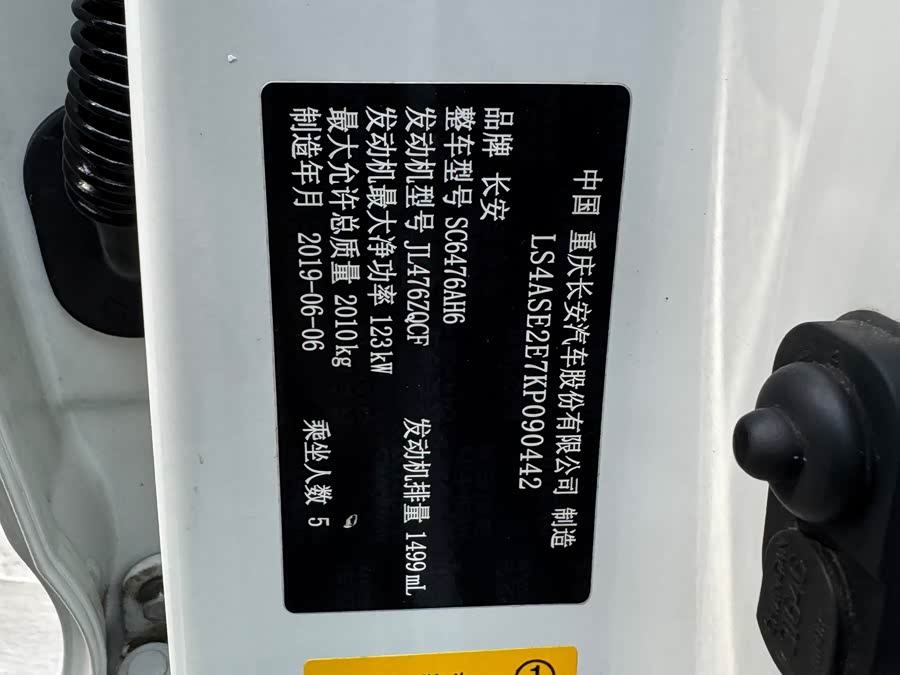 中国 重庆长安汽车股份有限公司 制造
LS4ASE2E7KP090442
品牌 长安
整车型号 SC6476AH6
发动机型号 JL476ZQCF 发动机排量 1499mL
发动机最大净功率 123kW
最大允许总质量 2010kg
制造年月 2019-06-06 乘坐人数 5
1